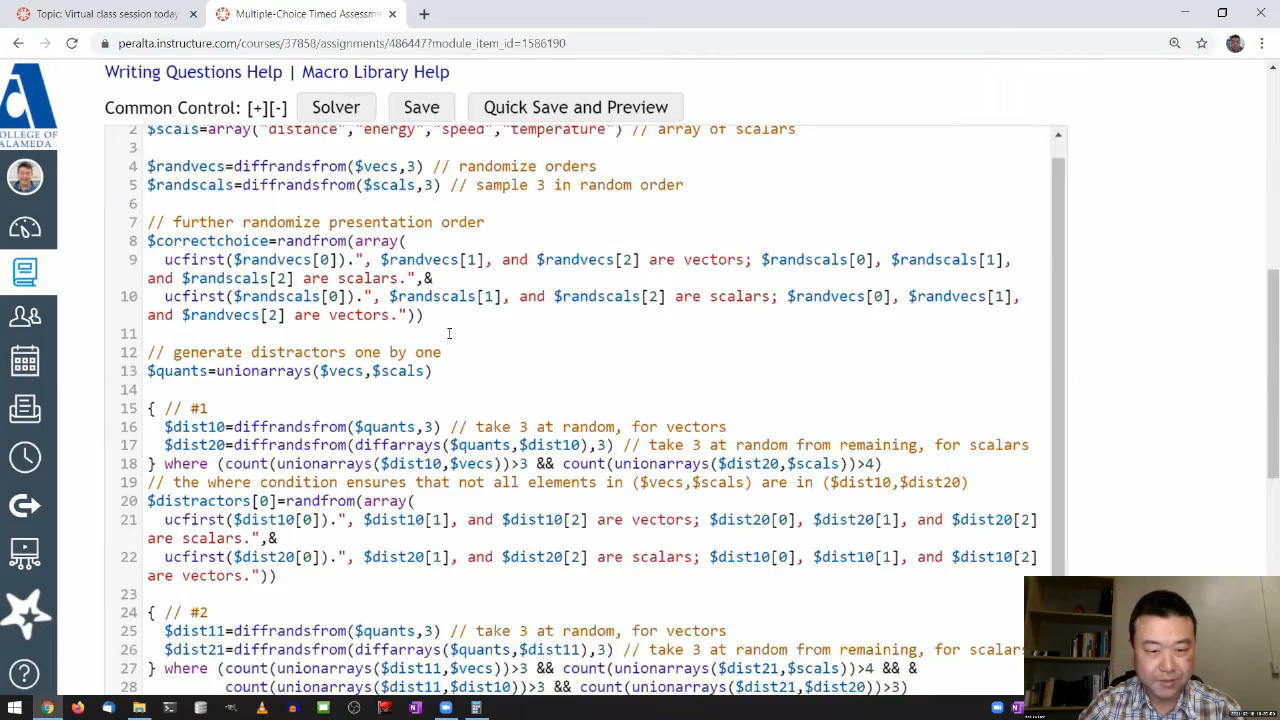 Topic: Virtual class session today
Multiple-Choice Timed Assessme
peralta.instructure.com/courses/37858/assignments/486447?module_item_id=1586190
COLLEGE OF
ALAMEDA
Writing Questions Help | Macro Library Help
Common Control: [+][-] Solver Save Quick Save and Preview
2 $scals=array("distance","energy","speed","temperature") // array of scalars
3
4 $randvecs=diffrandsfrom($vecs,3) // randomize orders
5 $randscals=diffrandsfrom($scals,3) // sample 3 in random order
6
7 // further randomize presentation order
8 $correctchoice=randfrom(array(
9 ucfirst($randvecs[0]).", $randvecs[1], and $randvecs[2] are vectors; $randscals[0], $randscals[1],
and $randscals[2] are scalars.",&
10 ucfirst($randscals[0]).", $randscals[1], and $randscals[2] are scalars; $randvecs[0], $randvecs[1],
and $randvecs[2] are vectors."))
11
12 // generate distractors one by one
13 $quants=unionarrays($vecs,$scals)
14
15 { // #1
16 $dist10=diffrandsfrom($quants,3) // take 3 at random, for vectors
17 $dist20=diffrandsfrom(diffarrays($quants,$dist10),3) // take 3 at random from remaining, for scalars
18 } where (count(unionarrays($dist10,$vecs))>3 && count(unionarrays($dist20,$scals))>4)
19 // the where condition ensures that not all elements in ($vecs,$scals) are in ($dist10,$dist20)
20 $distractors[0]=randfrom(array(
21 ucfirst($dist10[0]).", $dist10[1], and $dist10[2] are vectors; $dist20[0], $dist20[1], and $dist20[2]
are scalars.",&
22 ucfirst($dist20[0]).", $dist20[1], and $dist20[2] are scalars; $dist10[0], $dist10[1], and $dist10[2]
are vectors."))
23
24 { // #2
25 $dist11=diffrandsfrom($quants,3) // take 3 at random, for vectors
26 $dist21=diffrandsfrom(diffarrays($quants,$dist11),3) // take 3 at random from remaining, for scalars
27 } where (count(unionarrays($dist11,$vecs))>3 && count(unionarrays($dist21,$scals))>4 && &
28 count(unionarrays($dist11,$dist10))>3 && count(unionarrays($dist21,$dist20))>3)